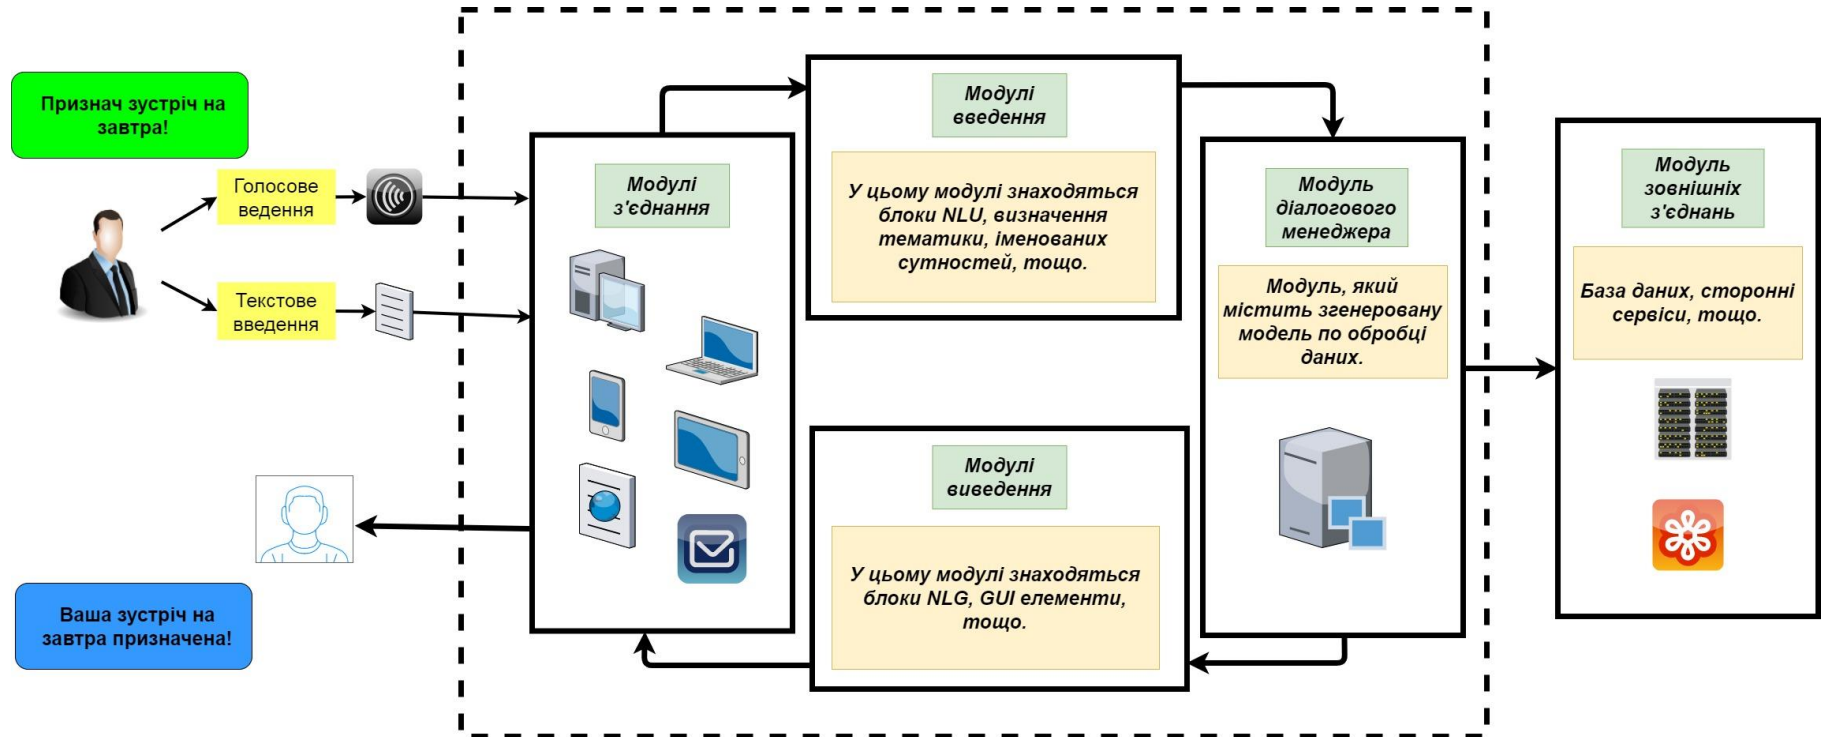 Признач зустріч на
завтра!
Голосове
ведення
Текстове
введення
Ваша зустріч на
завтра призначена!
Модулі
з'єднання
Модулі
введення
У цьому модулі знаходяться
блоки NLU, визначення
тематики, іменованих
сутностей, тощо.
Модулі
виведення
У цьому модулі знаходяться
блоки NLG, GUI елементи,
тощо.
Модуль
діалогового
менеджера
Модуль, який
містить згенеровану
модель по обробці
даних.
Модуль
зовнішніх
з'єднань
База даних, сторонні
сервіси, тощо.